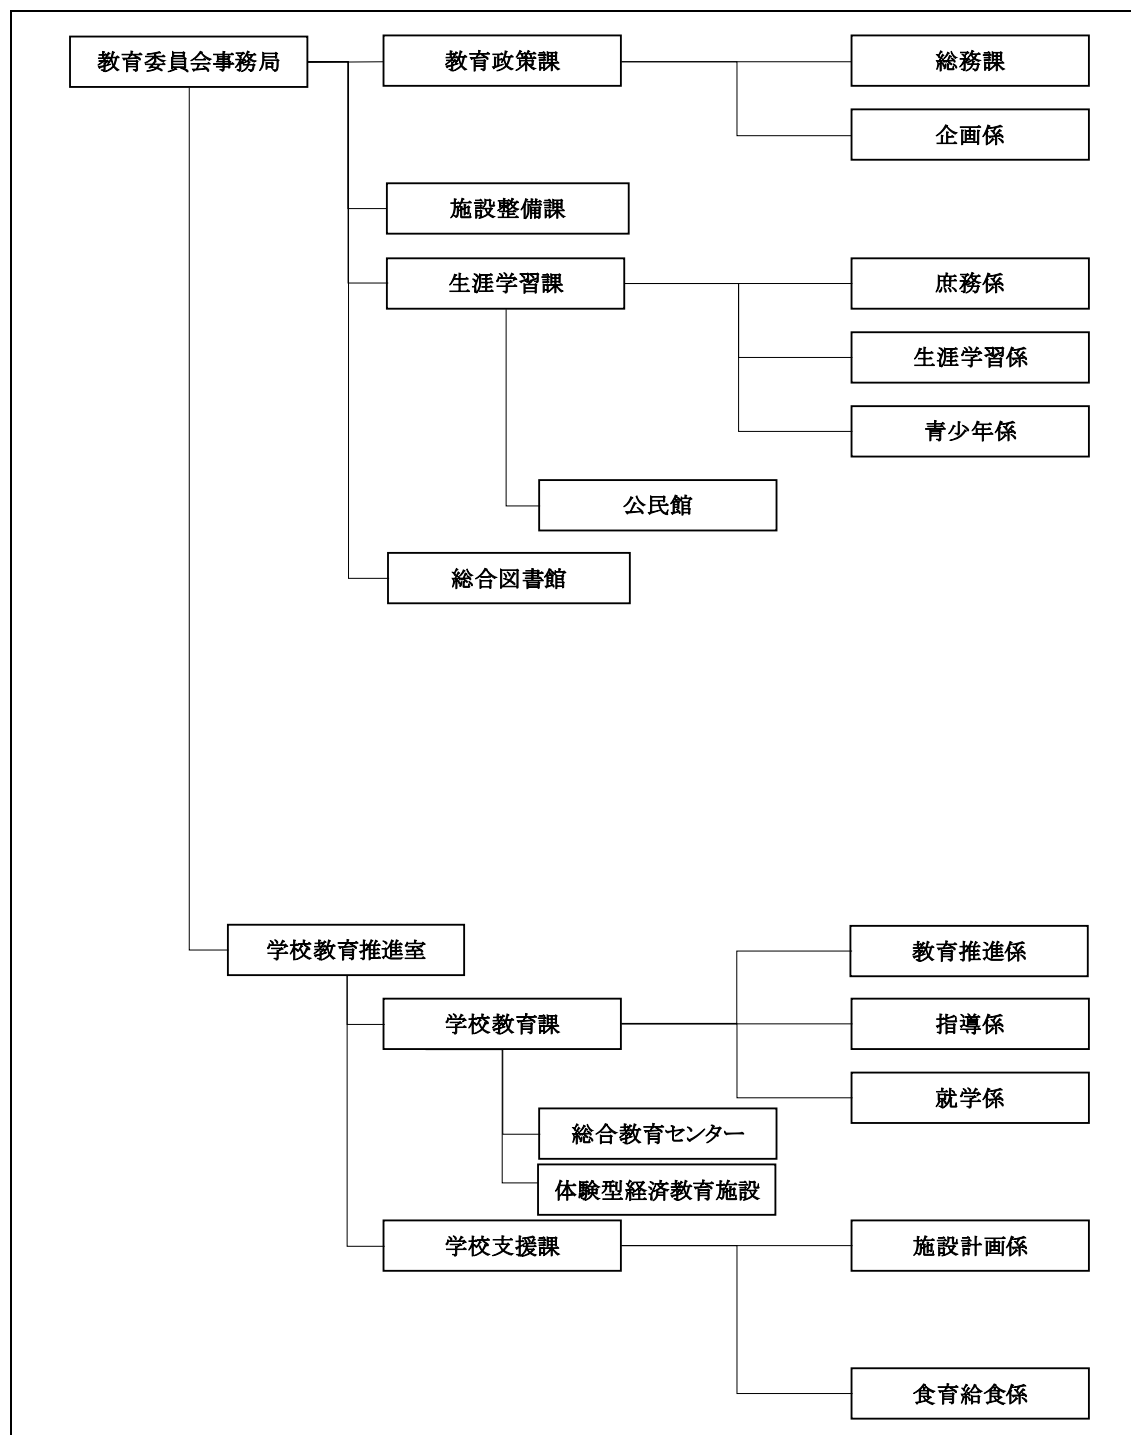 教育委員会事務局
教育政策課
総務課
企画係
施設整備課
生涯学習課
庶務係
生涯学習係
青少年係
公民館
総合図書館
学校教育推進室
教育推進係
学校教育課
指導係
就学係
総合教育センター
体験型経済教育施設
学校支援課
施設計画係
食育給食係